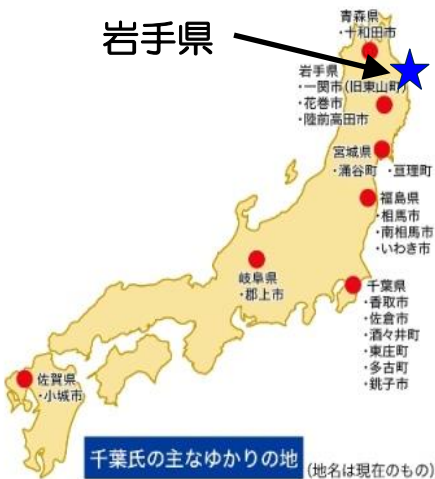 岩手県
青森県
・十和田市
岩手県
・一関市(旧東山町)
・花巻市
・陸前高田市
宮城県
・涌谷町 ・亘理町
福島県
・相馬市
・南相馬市
・いわき市
岐阜県
・郡上市
千葉県
・香取市
・佐倉市
・酒々井町
・東庄町
・多古町
・銚子市
佐賀県
・小城市
千葉氏の主なゆかりの地
(地名は現在のもの)